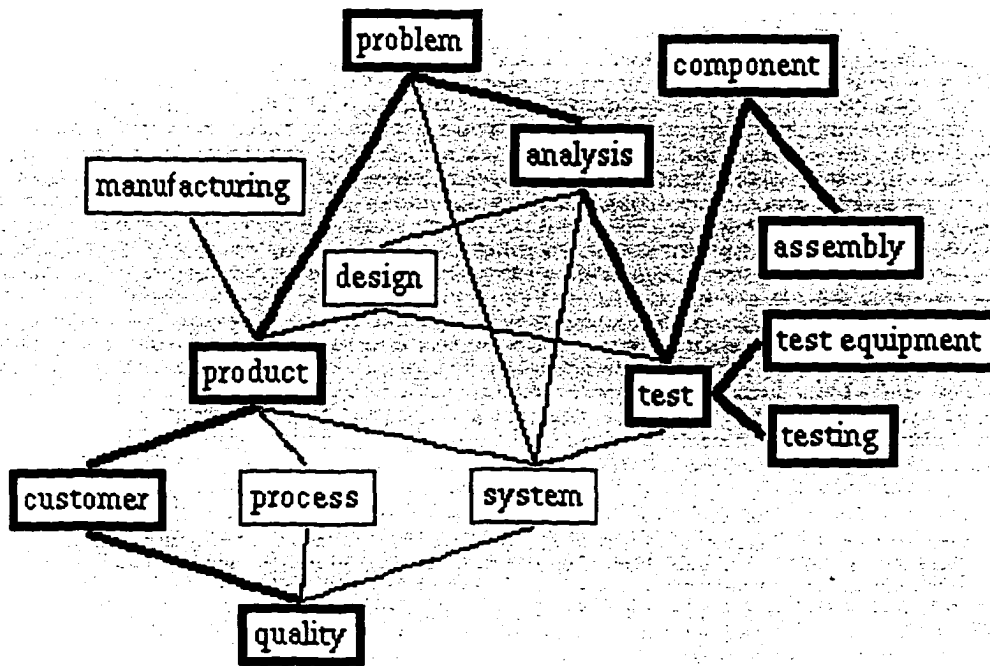 problem
component
analysis
manufacturing
assembly
design
test equipment
product
test
testing
customer
process
system
quality